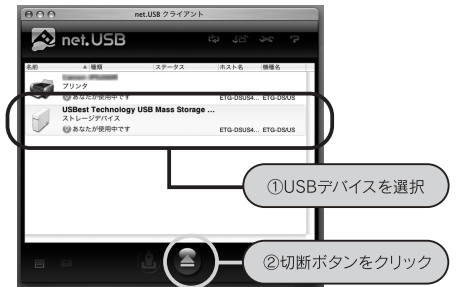 net.USB クライアント
net.USB
名前 ▲ 種類 ステータス ホスト名 機種名
プリンタ
あなたが使用中です ETG-DSUS4... ETG-DS/US
USBest Technology USB Mass Storage ...
ストレージデバイス
あなたが使用中です ETG-DSUS4... ETG-DS/US
①USBデバイスを選択
②切断ボタンをクリック